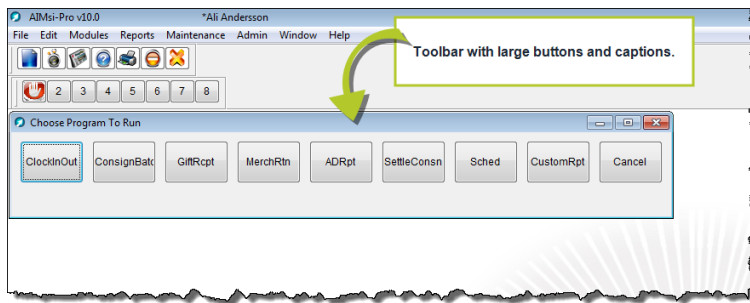 AIMsi-Pro v10.0 *Ali Andersson
File Edit Modules Reports Maintenance Admin Window Help
Toolbar with large buttons and captions.
2 3 4 5 6 7 8
Choose Program To Run
ClockInOut ConsignBatc GiftRcpt MerchRtn ADRpt SettleConsn Sched CustomRpt Cancel